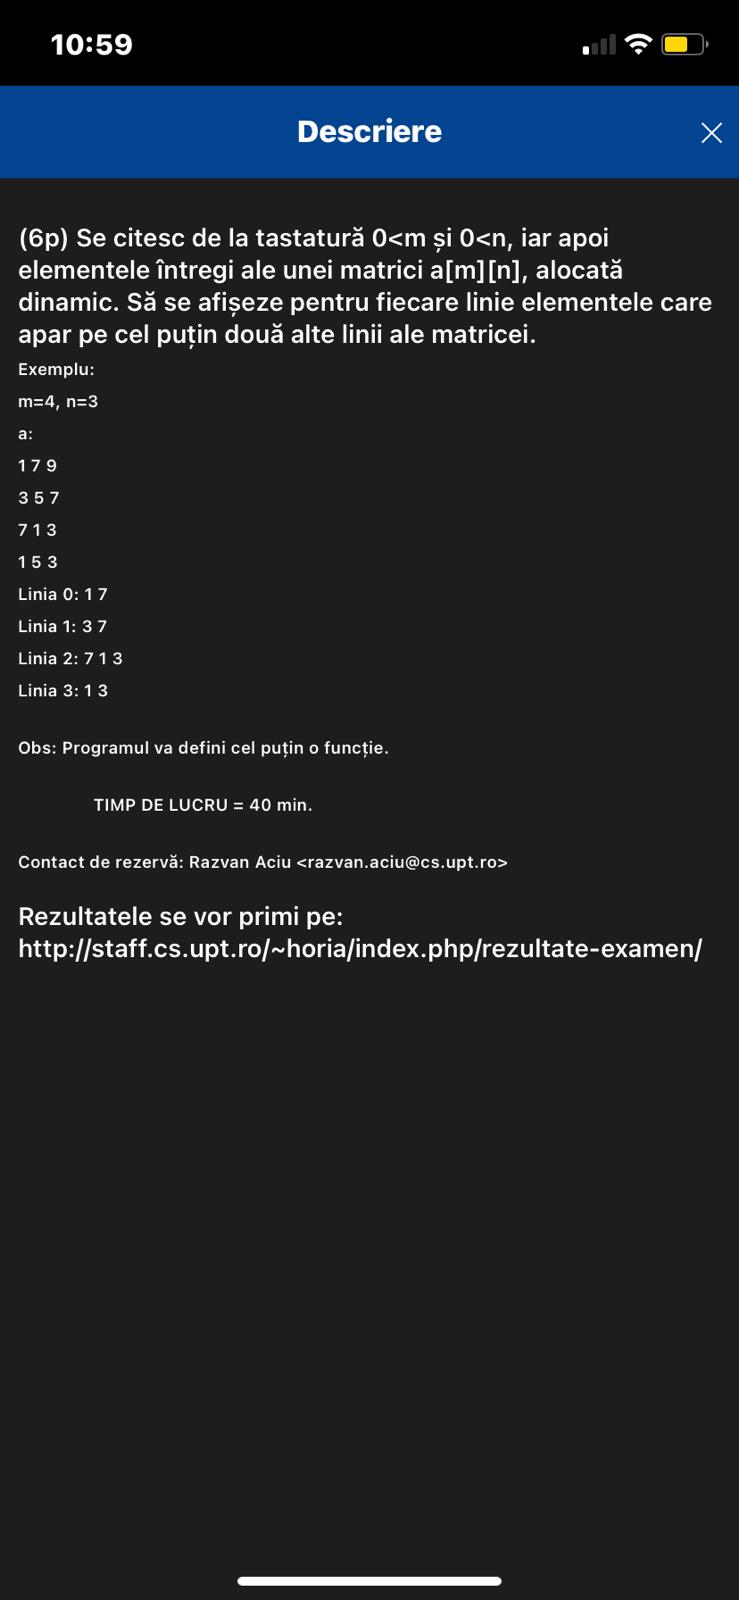 10:59
Descriere
(6p) Se citesc de la tastatură 0<m și 0<n, iar apoi
elementele întregi ale unei matrici a[m][n], alocată
dinamic. Să se afișeze pentru fiecare linie elementele care
apar pe cel puțin două alte linii ale matricei.
Exemplu:
m=4, n=3
a:
1 7 9
3 5 7
7 1 3
1 5 3
Linia 0: 1 7
Linia 1: 3 7
Linia 2: 7 1 3
Linia 3: 1 3
Obs: Programul va defini cel puțin o funcție.
TIMP DE LUCRU = 40 min.
Contact de rezervă: Razvan Aciu <razvan.aciu@cs.upt.ro>
Rezultatele se vor primi pe:
http://staff.cs.upt.ro/~horia/index.php/rezultate-examen/